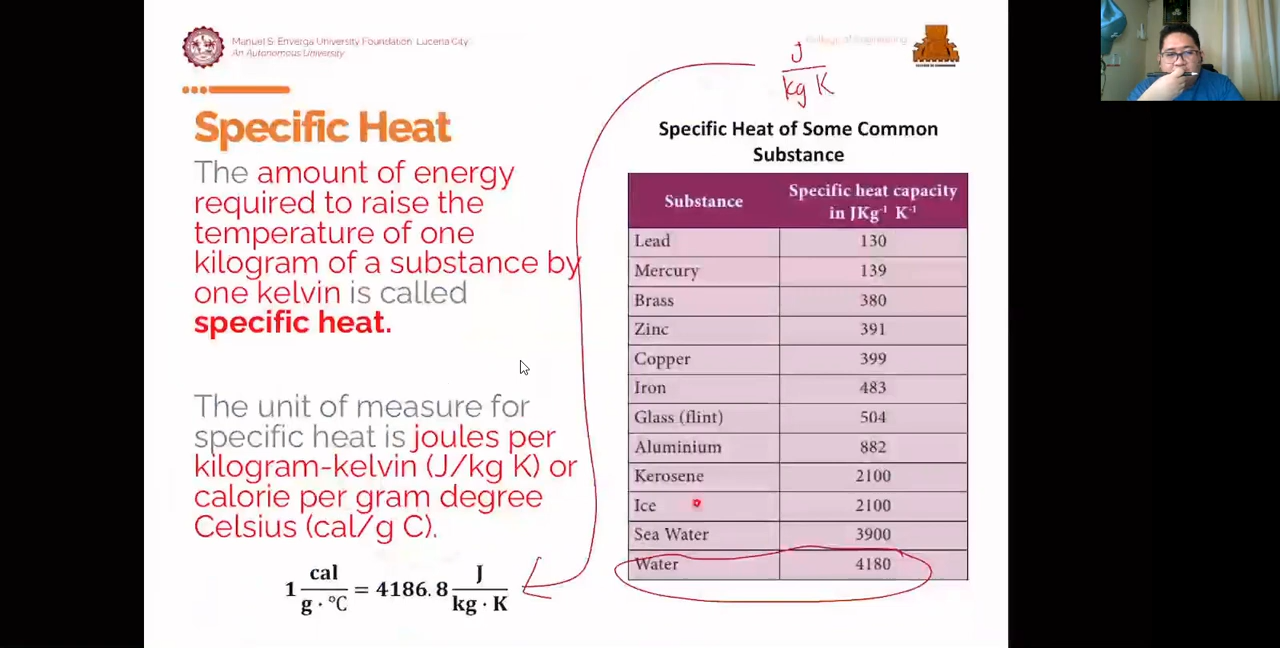 Manuel S. Enverga University Foundation Lucena City
An Autonomous University
College of Engineering
J
kg K
Specific Heat
The amount of energy
required to raise the
temperature of one
kilogram of a substance by
one kelvin is called
specific heat.
The unit of measure for
specific heat is joules per
kilogram-kelvin (J/kg K) or
calorie per gram degree
Celsius (cal/g C).
1 cal/g · °C = 4186.8 J/kg · K
Specific Heat of Some Common
Substance
Substance Specific heat capacity
in JKg⁻¹ K⁻¹
Lead 130
Mercury 139
Brass 380
Zinc 391
Copper 399
Iron 483
Glass (flint) 504
Aluminium 882
Kerosene 2100
Ice 2100
Sea Water 3900
Water 4180